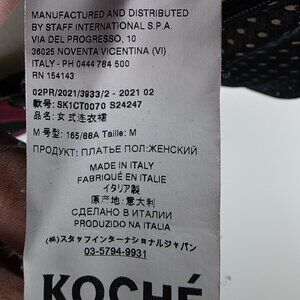 MANUFACTURED AND DISTRIBUTED
BY STAFF INTERNATIONAL S.P.A.
VIA DEL PROGRESSO, 10
36025 NOVENTA VICENTINA (VI)
ITALY - PH 0444 784 500
RN 154143
02PR/2021/3933/2 - 2021 02
款号: SK1CT0070 S24247
品名: 女式连衣裙
M 号型: 165/88A Taille: M
ПРОДУКТ: ПЛАТЬЕ ПОЛ:ЖЕНСКИЙ
MADE IN ITALY
FABRIQUÉ EN ITALIE
イタリア製
原产地: 意大利
СДЕЛАНО В ИТАЛИИ
PRODUZIDO NA ITALIA
(株)スタッフインターナショナルジャパン
03-5794-9931
KOCHÉ